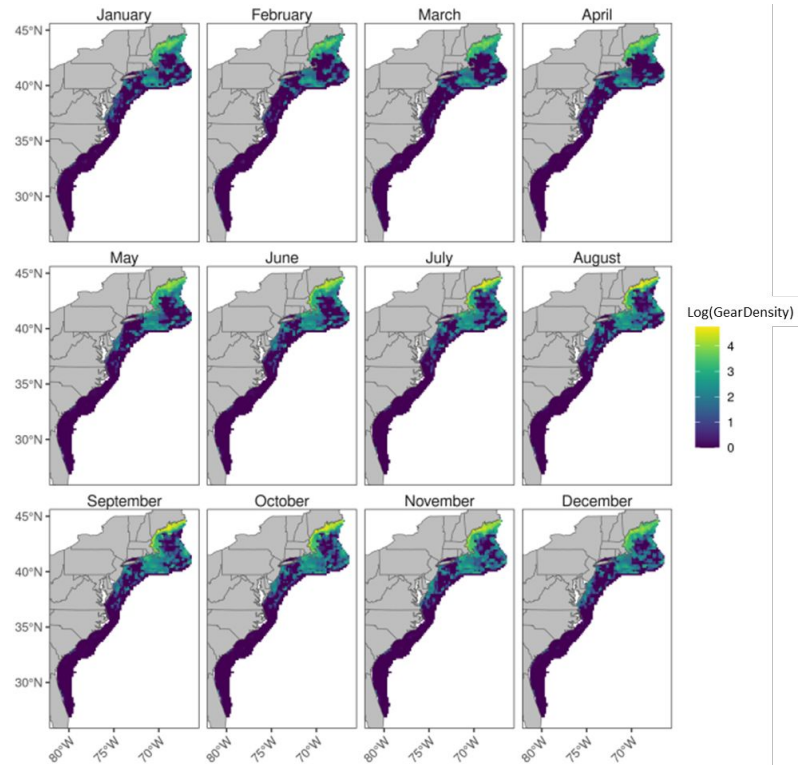 January February March April
45°N
40°N
35°N
30°N
May June July August
45°N
40°N
35°N
30°N
Log(GearDensity)
4
3
2
1
0
September October November December
45°N
40°N
35°N
30°N
80°W 75°W 70°W 80°W 75°W 70°W 80°W 75°W 70°W 80°W 75°W 70°W